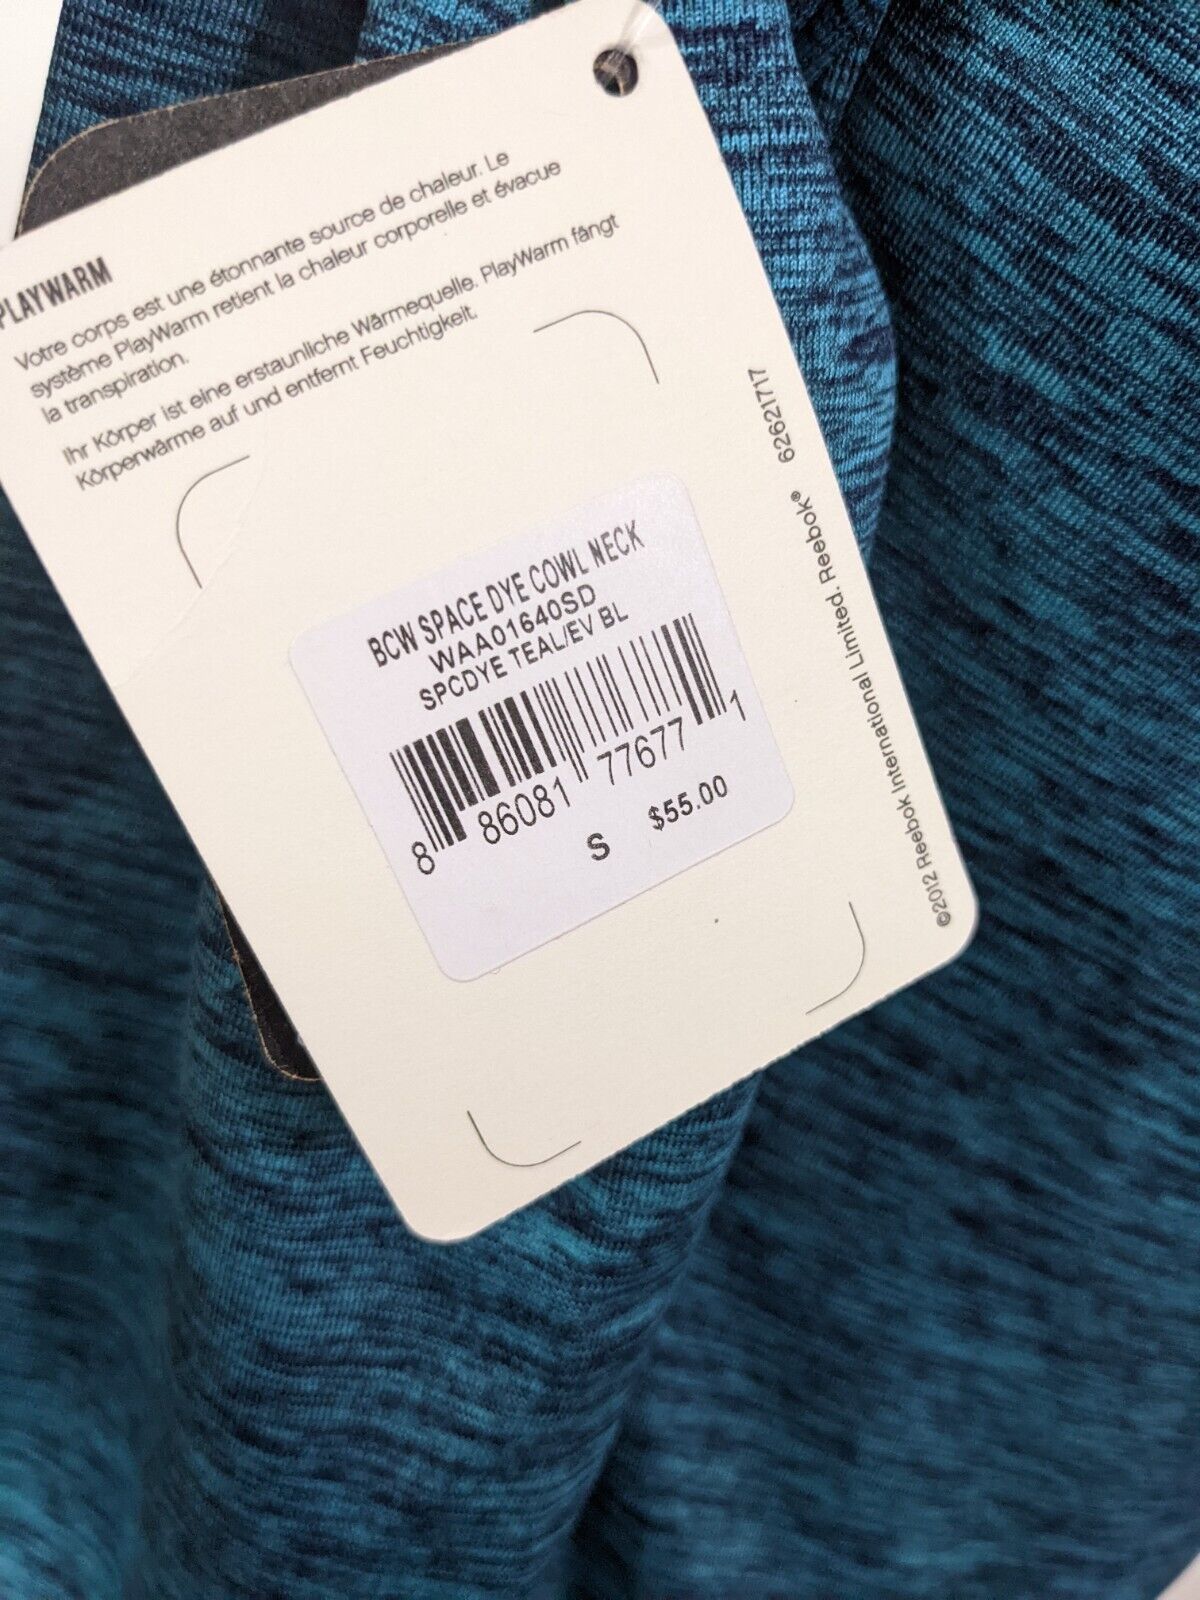 PLAYWARM
Votre corps est une étonnante source de chaleur. Le
système PlayWarm retient la chaleur corporelle et évacue
la transpiration.
Ihr Körper ist eine erstaunliche Wärmequelle. PlayWarm fängt
Körperwärme auf und entfernt Feuchtigkeit.
BCW SPACE DYE COWL NECK
WAA01640SD
SPCDYE TEAL/EV BL
8 86081 77677 1
S $55.00
©2012 Reebok International Limited. Reebok® 62621717